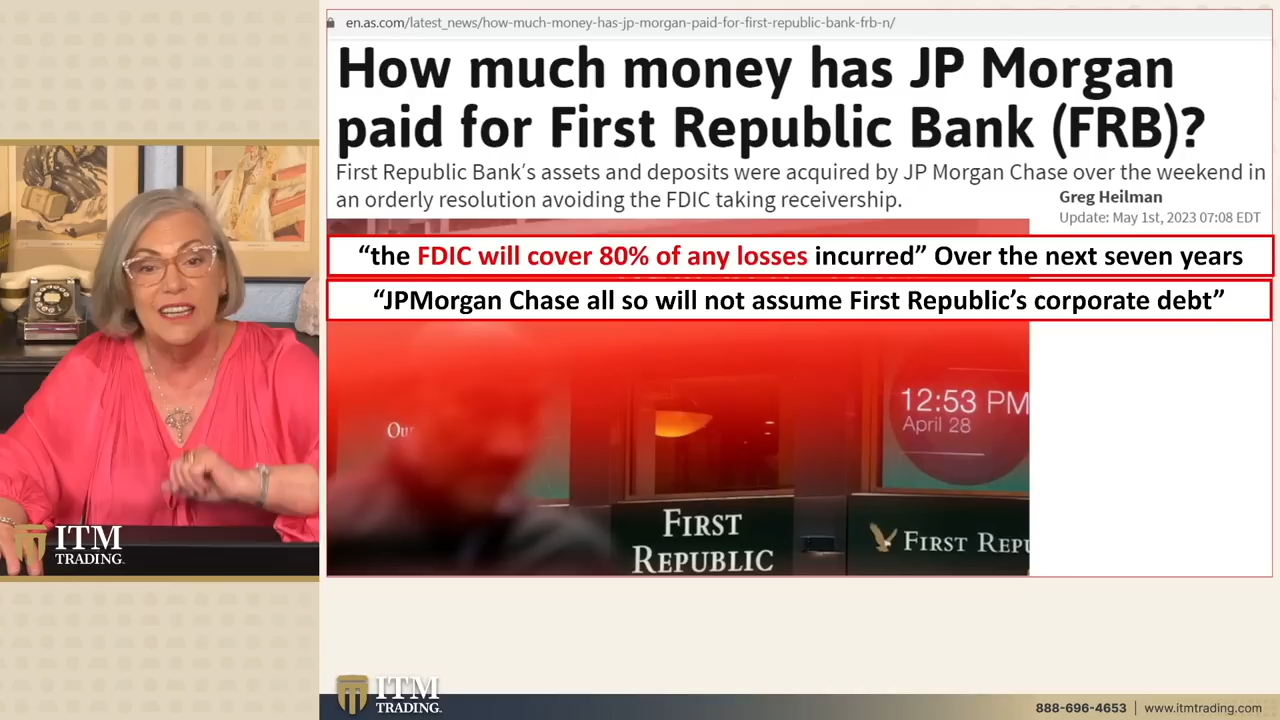 en.as.com/latest_news/how-much-money-has-jp-morgan-paid-for-first-republic-bank-frb-n/
How much money has JP Morgan
paid for First Republic Bank (FRB)?
First Republic Bank's assets and deposits were acquired by JP Morgan Chase over the weekend in
an orderly resolution avoiding the FDIC taking receivership.
Greg Heilman
Update: May 1st, 2023 07:08 EDT
“the FDIC will cover 80% of any losses incurred” Over the next seven years
“JPMorgan Chase all so will not assume First Republic’s corporate debt”
12:53 PM
April 28
Our
FIRST
REPUBLIC
FIRST REPU
ITM
TRADING
ITM
TRADING
888-696-4653 | www.itmtrading.com